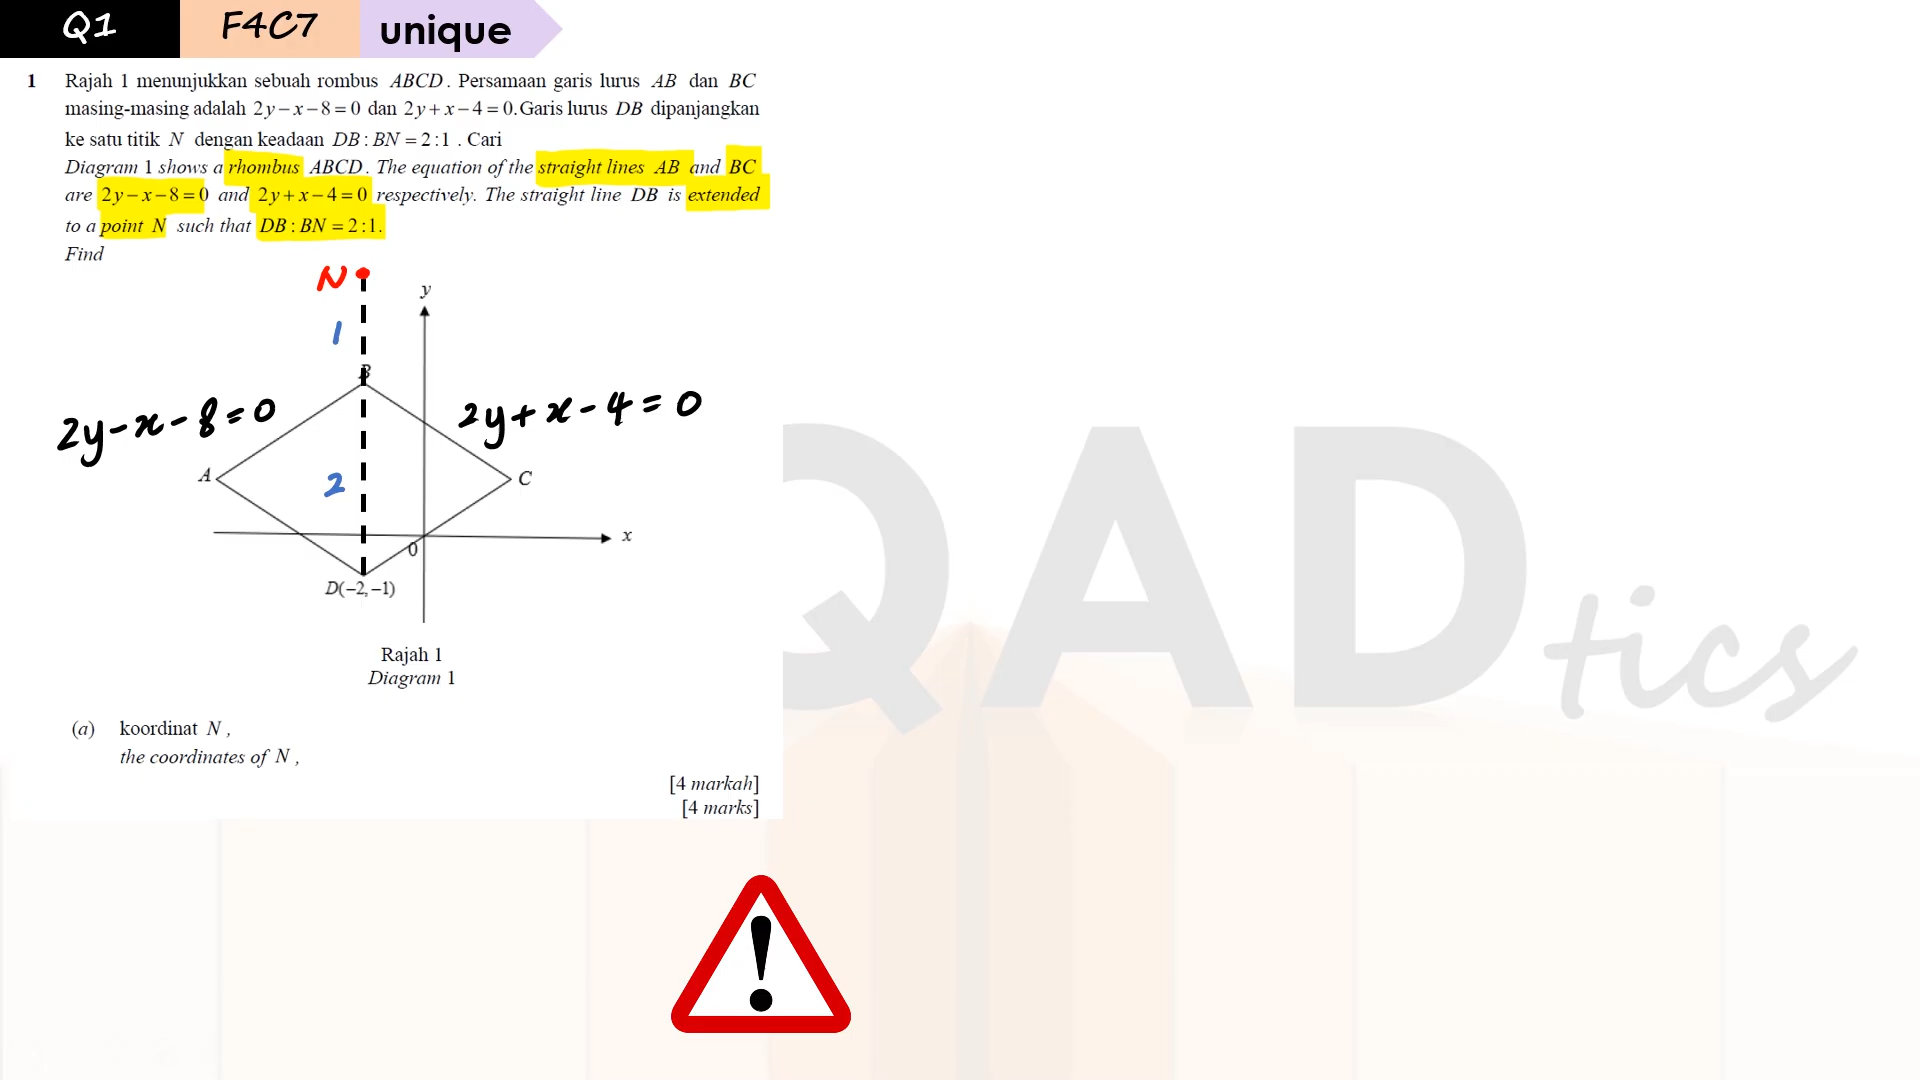 Q1 F4C7 unique
1 Rajah 1 menunjukkan sebuah rombus ABCD. Persamaan garis lurus AB dan BC
masing-masing adalah 2y−x−8=0 dan 2y+x−4=0.Garis lurus DB dipanjangkan
ke satu titik N dengan keadaan DB:BN=2:1. Cari
Diagram 1 shows a rhombus ABCD. The equation of the straight lines AB and BC
are 2y−x−8=0 and 2y+x−4=0 respectively. The straight line DB is extended
to a point N such that DB:BN=2:1.
Find
N
y
1
B
2y-x-8=0
2y+x-4=0
A
2
C
x
0
D(−2,−1)
Rajah 1
Diagram 1
(a) koordinat N,
the coordinates of N,
[4 markah]
[4 marks]
QADtics
!